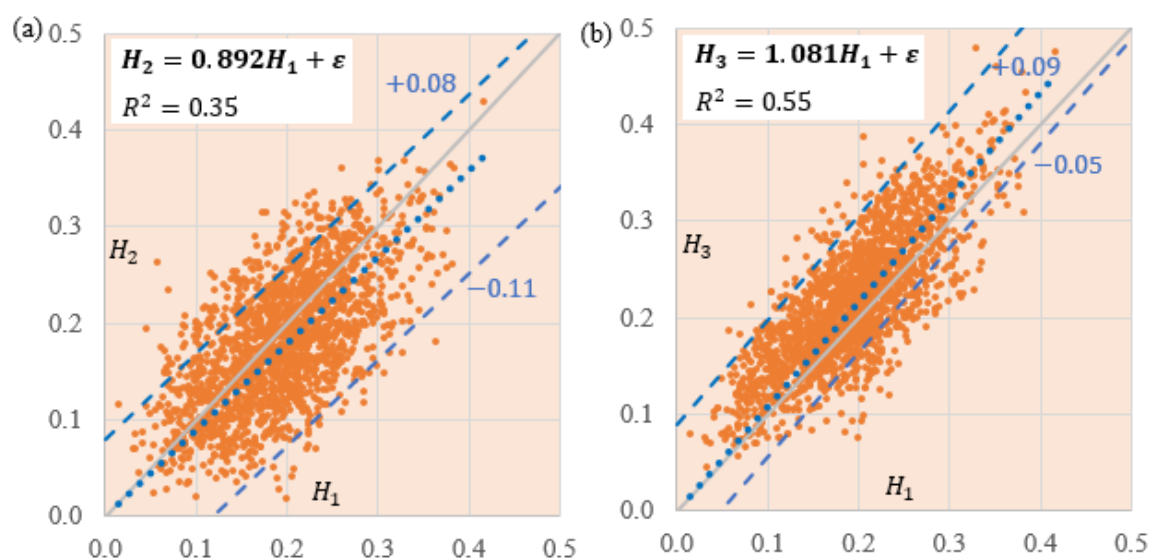 (a)
0.5
0.4
0.3
0.2
0.1
0.0
H₂ = 0.892H₁ + ε
R² = 0.35
+0.08
−0.11
H₂
H₁
0.0 0.1 0.2 0.3 0.4 0.5
(b)
0.5
0.4
0.3
0.2
0.1
0.0
H₃ = 1.081H₁ + ε
R² = 0.55
+0.09
−0.05
H₃
H₁
0.0 0.1 0.2 0.3 0.4 0.5